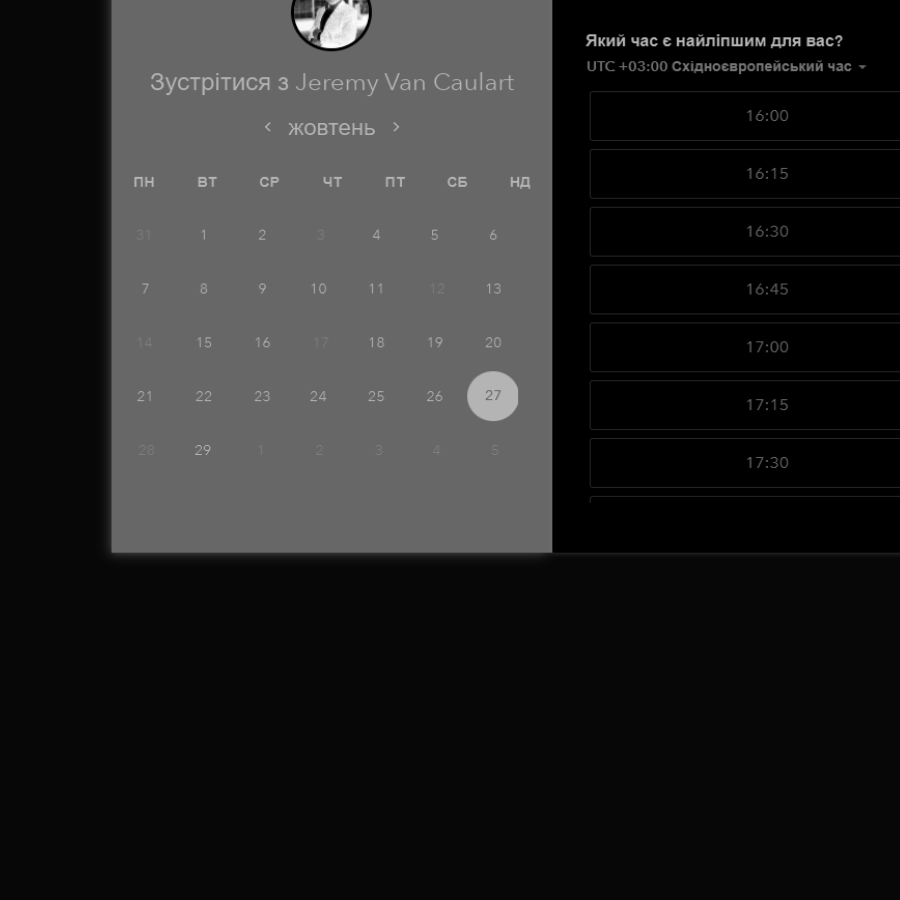 Зустрітися з Jeremy Van Caulart
‹ жовтень ›
ПН ВТ СР ЧТ ПТ СБ НД
31 1 2 3 4 5 6
7 8 9 10 11 12 13
14 15 16 17 18 19 20
21 22 23 24 25 26 27
28 29 1 2 3 4 5
Який час є найліпшим для вас?
UTC +03:00 Східноєвропейський час
16:00
16:15
16:30
16:45
17:00
17:15
17:30